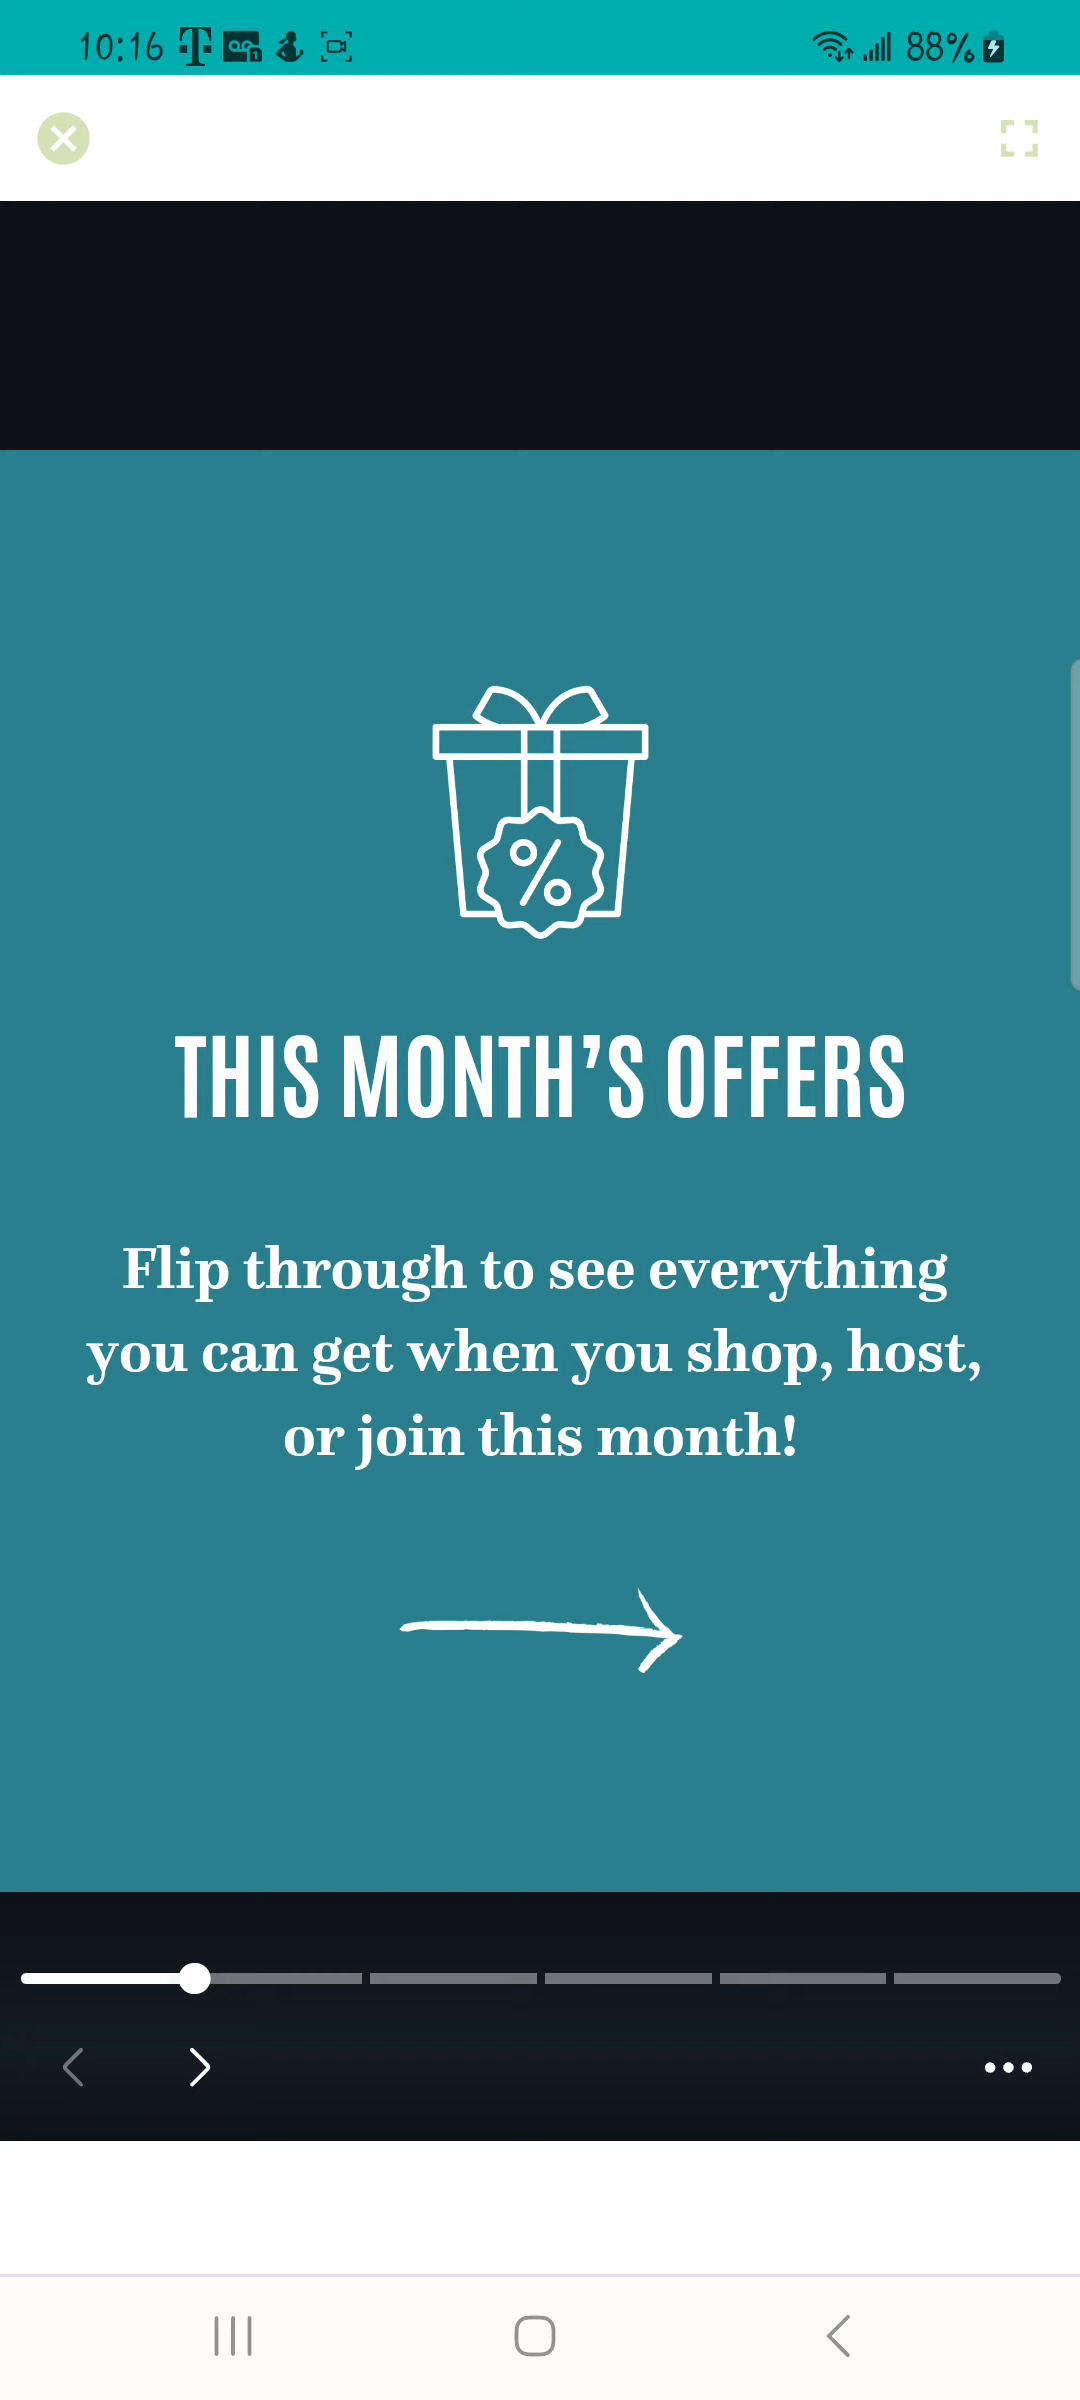 10:16
88%
THIS MONTH’S OFFERS
Flip through to see everything
you can get when you shop, host,
or join this month!